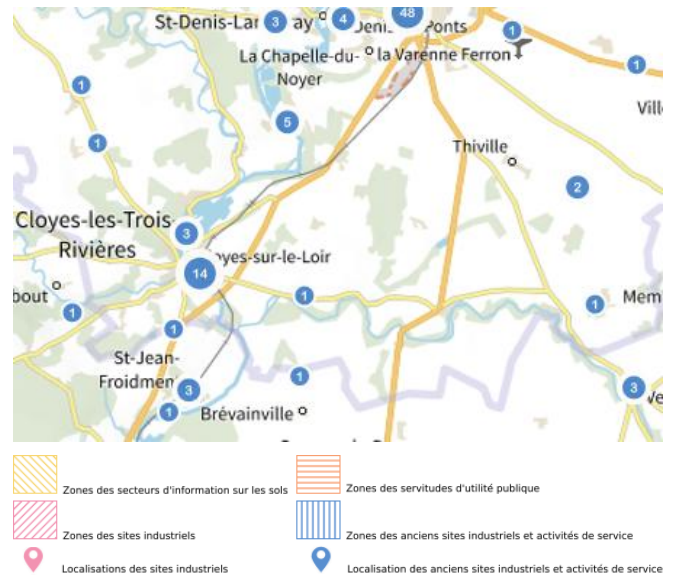 St-Denis-La
3
ay
4
48
Ponts
1
La Chapelle-du-
Noyer
la Varenne Ferron
1
1
Vill
5
1
Thiville
2
Cloyes-les-Trois-
Rivières
3
oyes-sur-le-Loir
14
bout
1
1
1
Mem
1
St-Jean-
Froidmen
3
1
1
3
Ve
Brévainville
Zones des secteurs d'information sur les sols
Zones des servitudes d'utilité publique
Zones des sites industriels
Zones des anciens sites industriels et activités de service
Localisations des sites industriels
Localisation des anciens sites industriels et activités de service